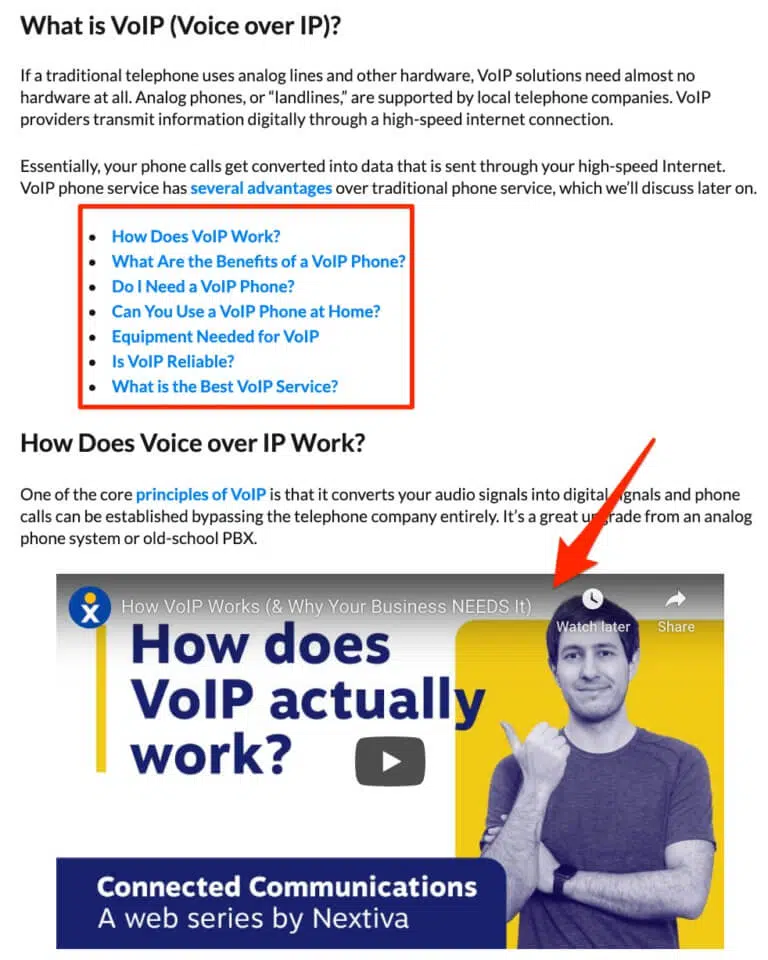 What is VoIP (Voice over IP)?
If a traditional telephone uses analog lines and other hardware, VoIP solutions need almost no
hardware at all. Analog phones, or “landlines,” are supported by local telephone companies. VoIP
providers transmit information digitally through a high-speed internet connection.
Essentially, your phone calls get converted into data that is sent through your high-speed Internet.
VoIP phone service has several advantages over traditional phone service, which we’ll discuss later on.
• How Does VoIP Work?
• What Are the Benefits of a VoIP Phone?
• Do I Need a VoIP Phone?
• Can You Use a VoIP Phone at Home?
• Equipment Needed for VoIP
• Is VoIP Reliable?
• What is the Best VoIP Service?
How Does Voice over IP Work?
One of the core principles of VoIP is that it converts your audio signals into digital signals and phone
calls can be established bypassing the telephone company entirely. It’s a great upgrade from an analog
phone system or old-school PBX.
How VoIP Works (& Why Your Business NEEDS It)
Watch later
Share
How does
VoIP actually
work?
Connected Communications
A web series by Nextiva